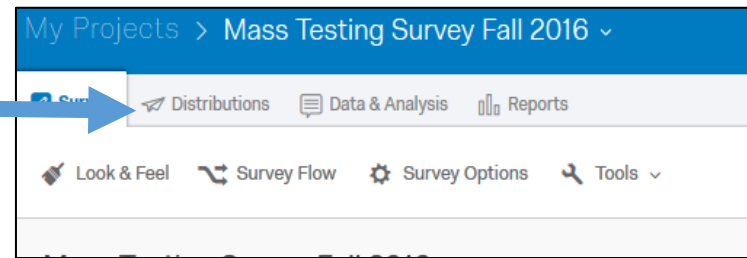 My Projects > Mass Testing Survey Fall 2016
Distributions Data & Analysis Reports
Look & Feel Survey Flow Survey Options Tools